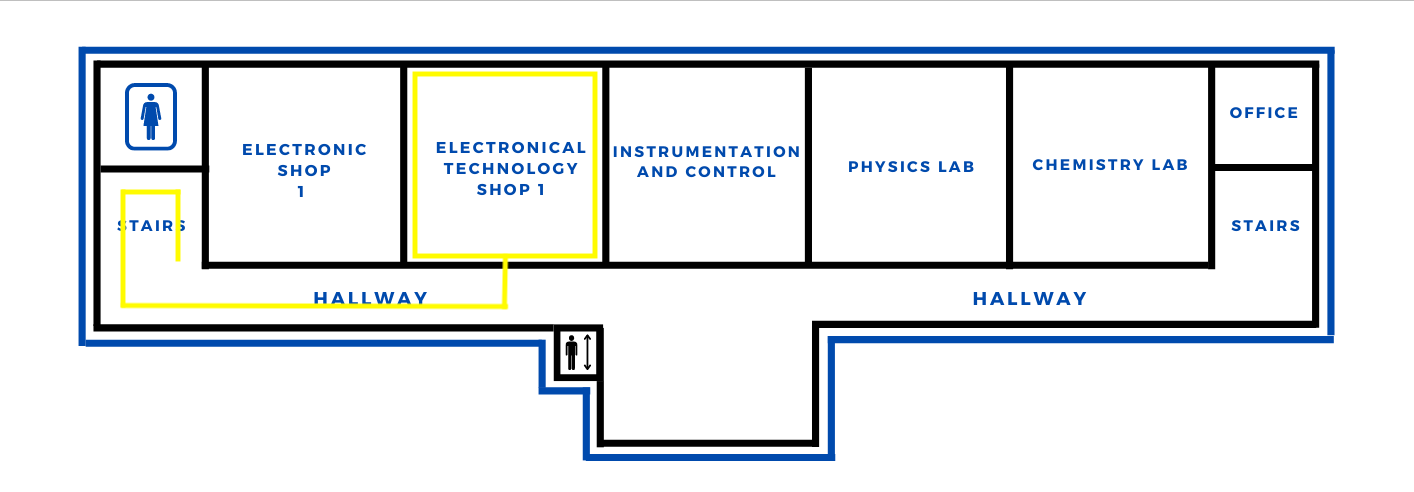 ELECTRONIC
SHOP
1
ELECTRONICAL
TECHNOLOGY
SHOP 1
INSTRUMENTATION
AND CONTROL
PHYSICS LAB
CHEMISTRY LAB
OFFICE
STAIRS
STAIRS
HALLWAY
HALLWAY